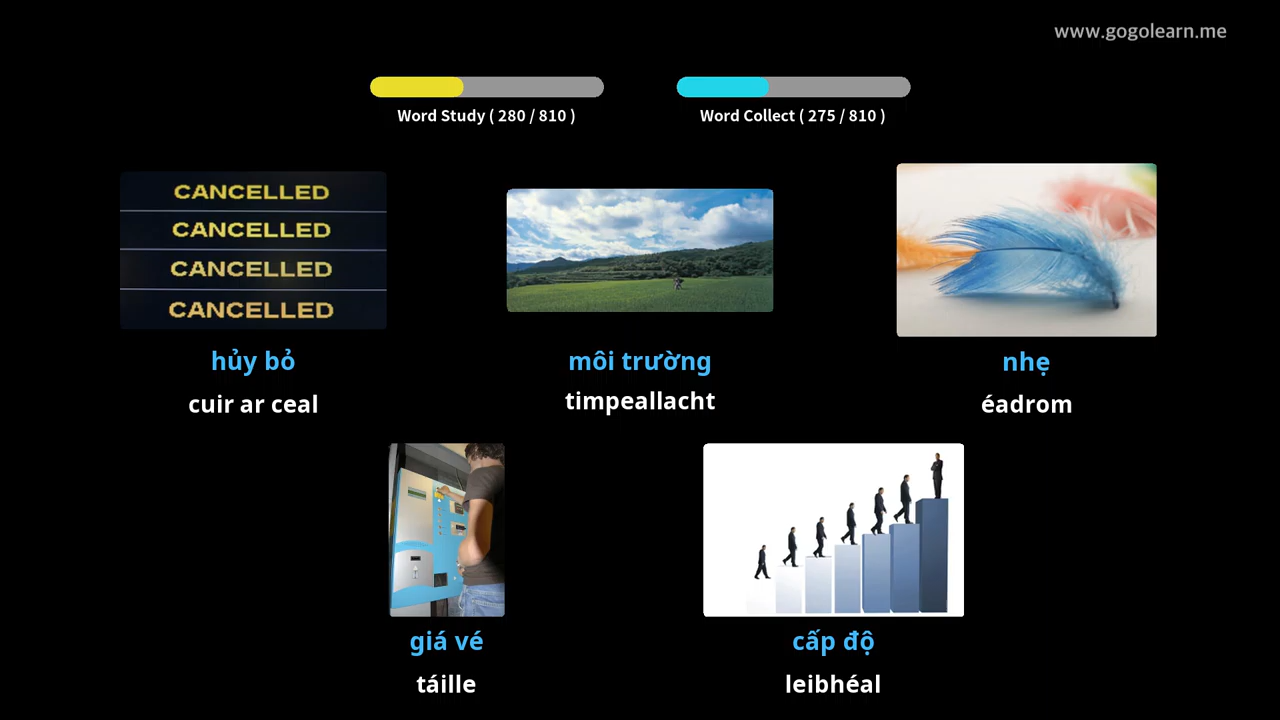 www.gogolearn.me
Word Study ( 280 / 810 )
Word Collect ( 275 / 810 )
CANCELLED
CANCELLED
CANCELLED
CANCELLED
hủy bỏ
cuir ar ceal
môi trường
timpeallacht
nhẹ
éadrom
giá vé
táille
cấp độ
leibhéal